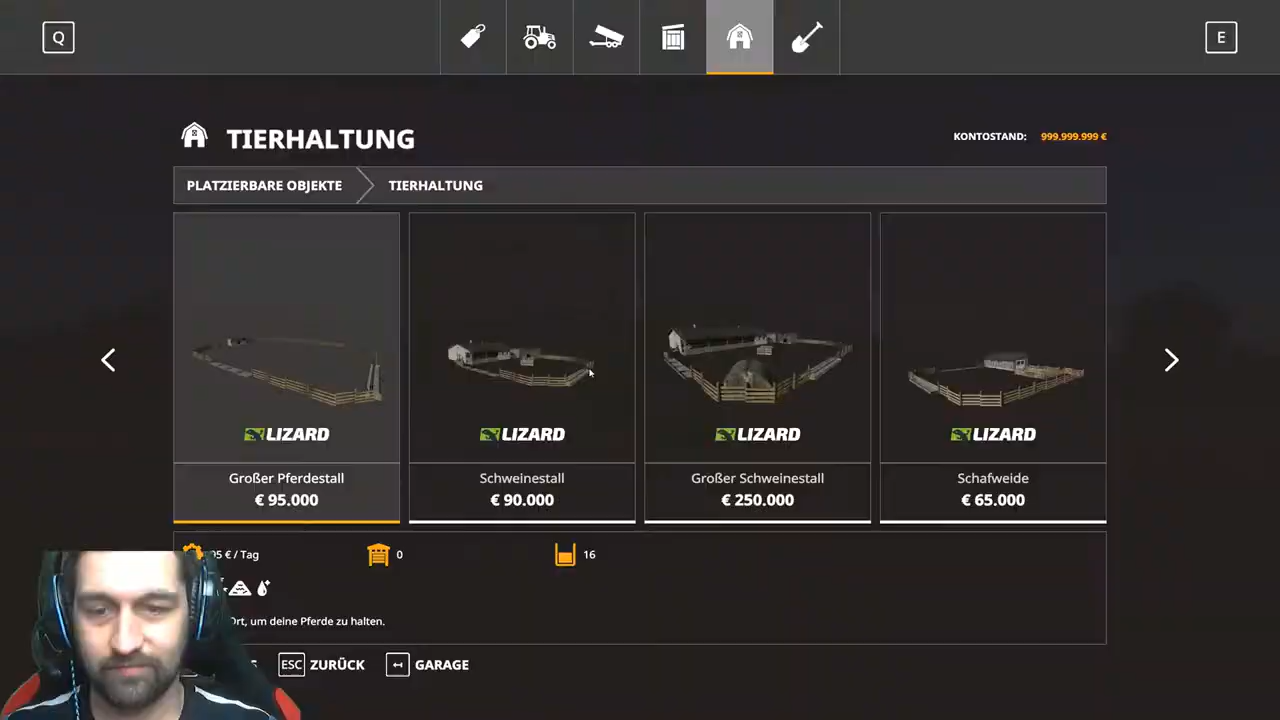 Q
E
TIERHALTUNG
KONTOSTAND: 999.999.999 €
PLATZIERBARE OBJEKTE
TIERHALTUNG
LIZARD
LIZARD
LIZARD
LIZARD
Großer Pferdestall
€ 95.000
Schweinestall
€ 90.000
Großer Schweinestall
€ 250.000
Schafweide
€ 65.000
€ / Tag
0
16
Ort, um deine Pferde zu halten.
ESC ZURÜCK
GARAGE